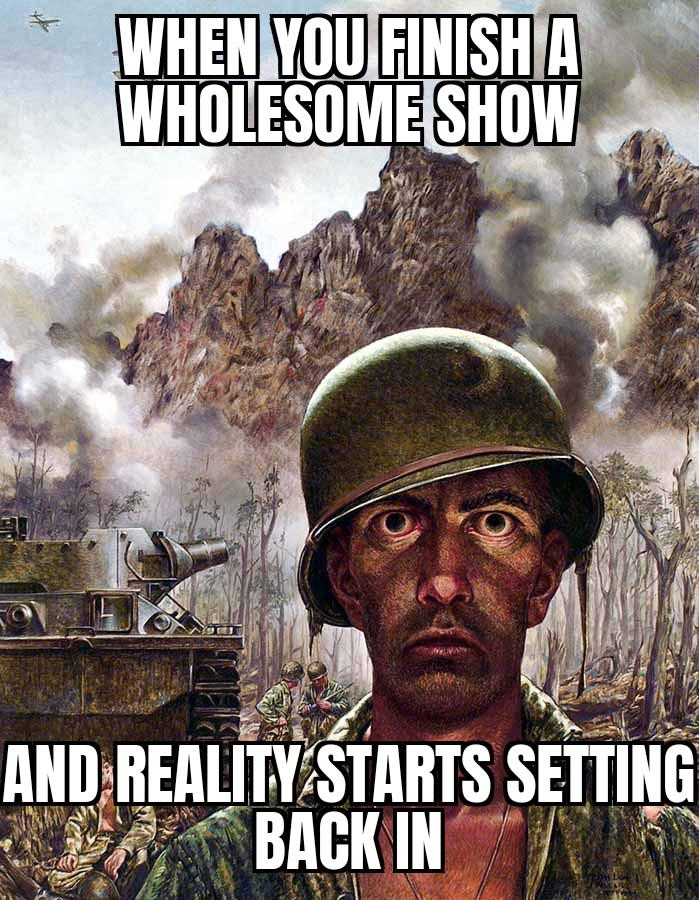 WHEN YOU FINISH A
WHOLESOME SHOW
AND REALITY STARTS SETTING
BACK IN